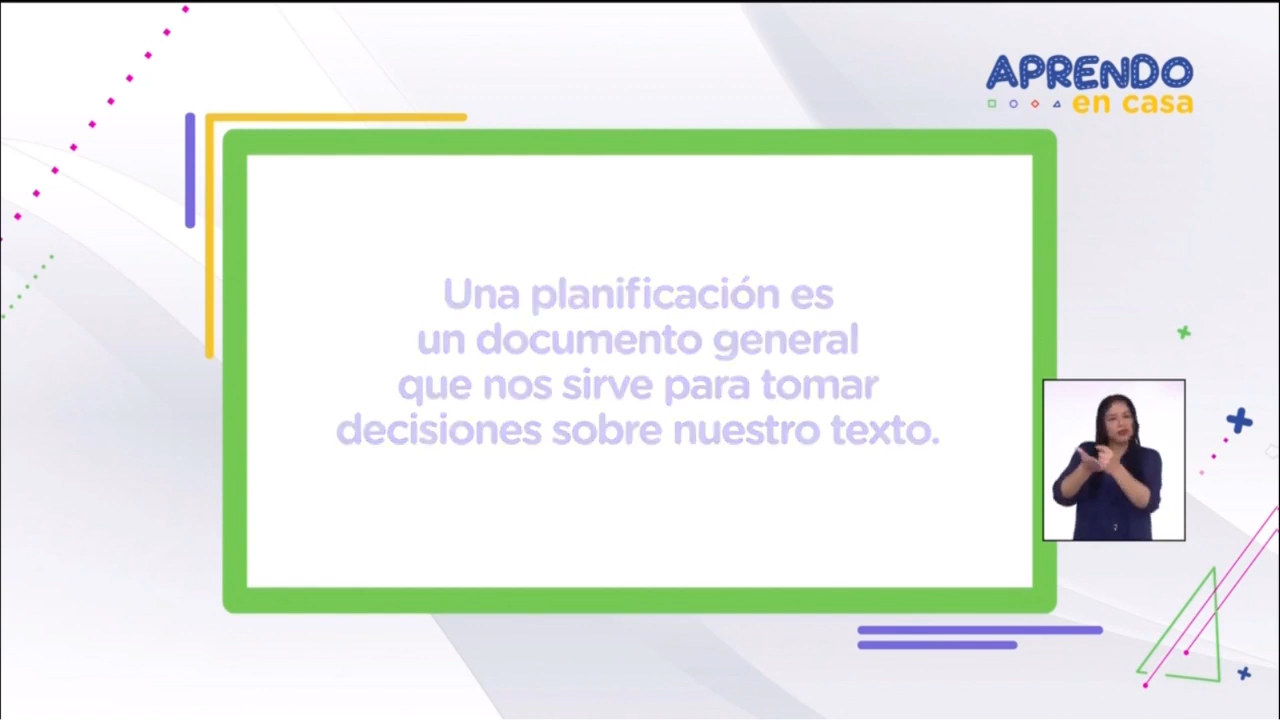 APRENDO
en casa
Una planificación es
un documento general
que nos sirve para tomar
decisiones sobre nuestro texto.